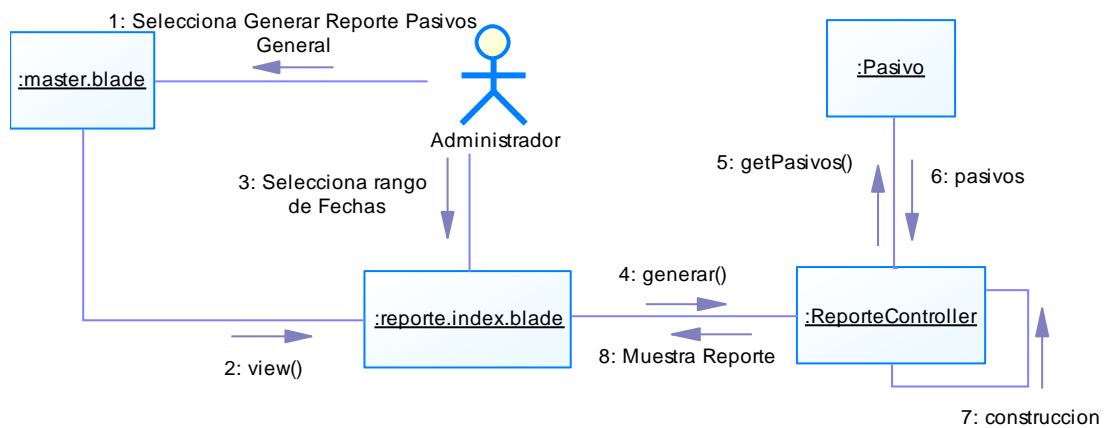 1: Selecciona Generar Reporte Pasivos
General
:master.blade
:Pasivo
Administrador
5: getPasivos()
6: pasivos
3: Selecciona rango
de Fechas
4: generar()
:reporte.index.blade
:ReporteController
2: view()
8: Muestra Reporte
7: construccion